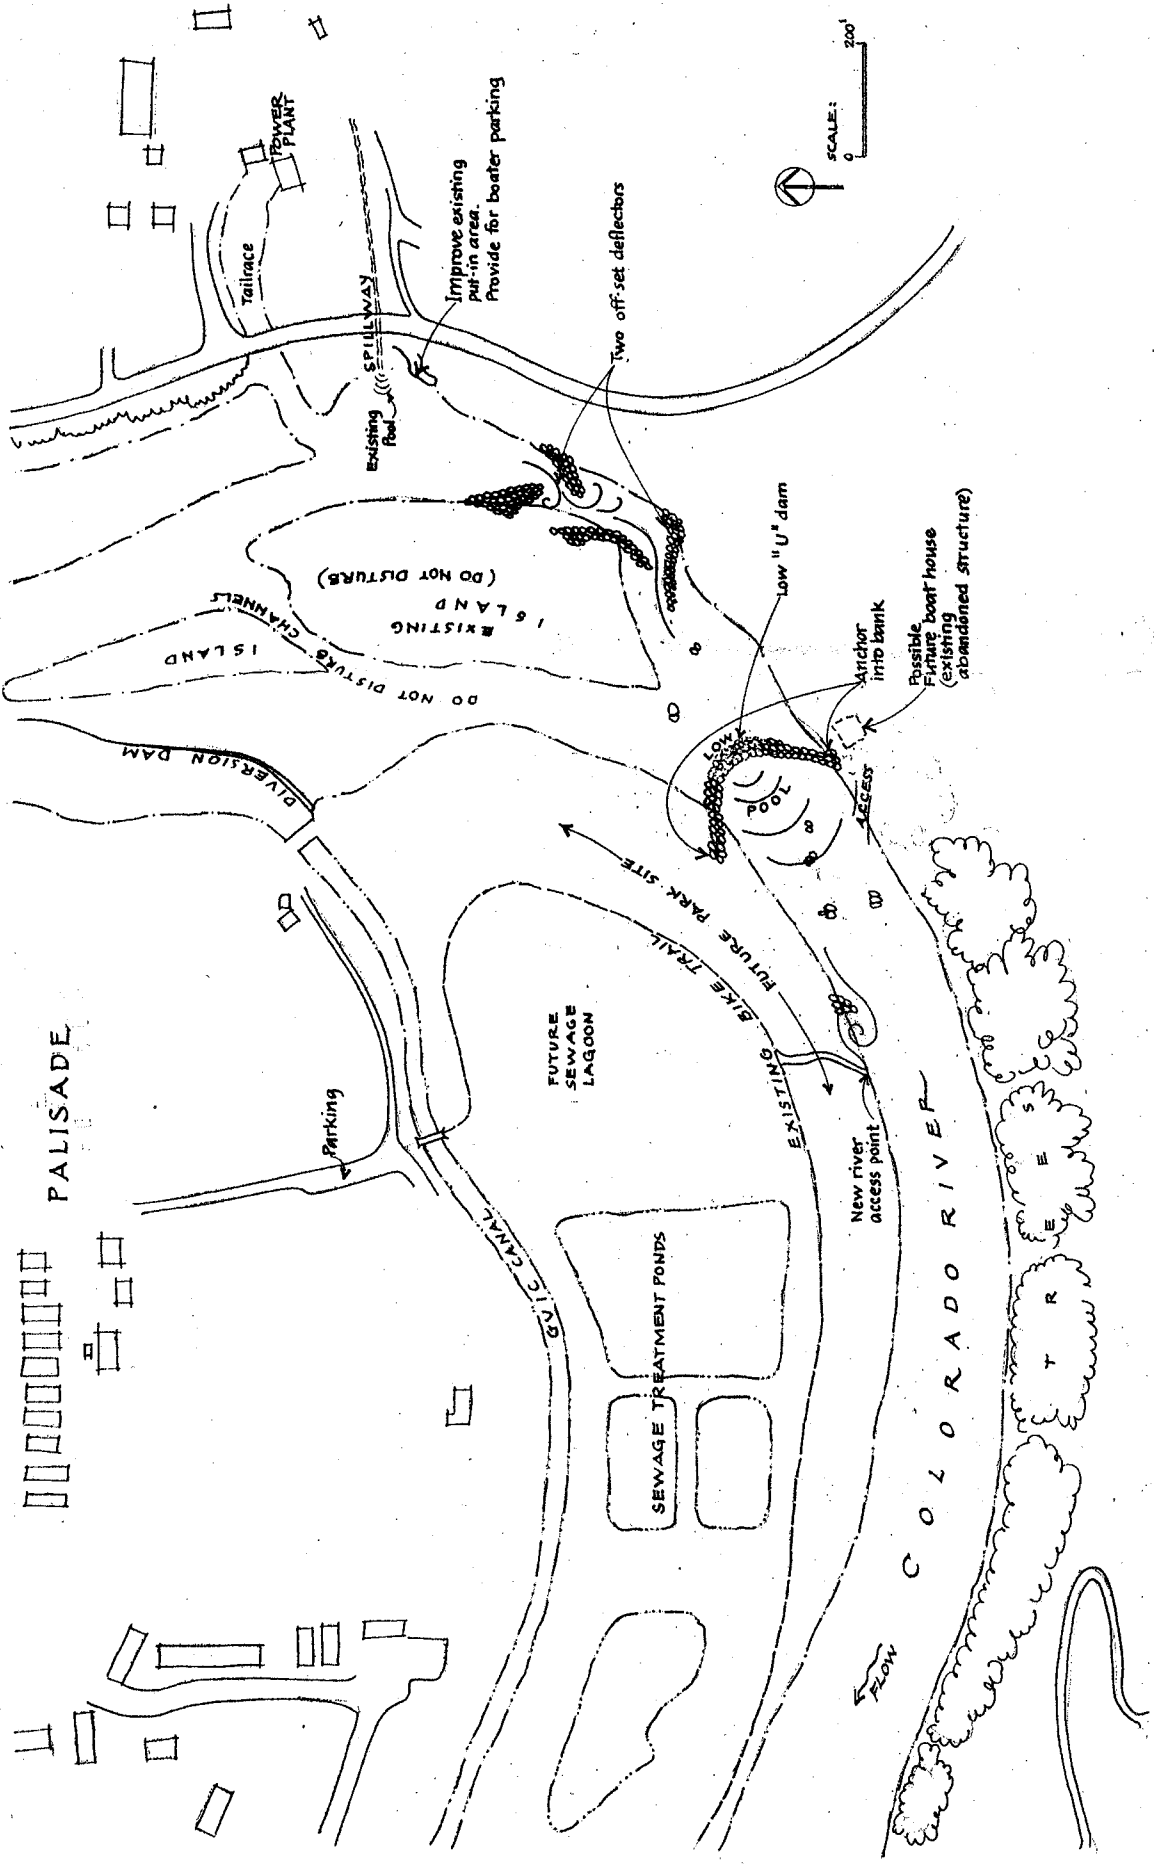 PALISADE
POWER
PLANT
Tailrace
SPILLWAY
Existing
Pool
Improve existing
put-in area.
Provide for boater parking
Two off-set deflectors
SCALE:
0 200'
EXISTING
ISLAND
(DO NOT DISTURB)
ISLAND
DO NOT DISTURB CHANNELS
DIVERSION DAM
Low "U" dam
Anchor
into bank
Possible
Future boat house
(existing
abandoned structure)
LOW
POOL
ACCESS
FUTURE PARK SITE
EXISTING BIKE TRAIL
FUTURE
SEWAGE
LAGOON
Parking
New river
access point
GVIC CANAL
SEWAGE TREATMENT PONDS
COLORADO RIVER
TREES
FLOW